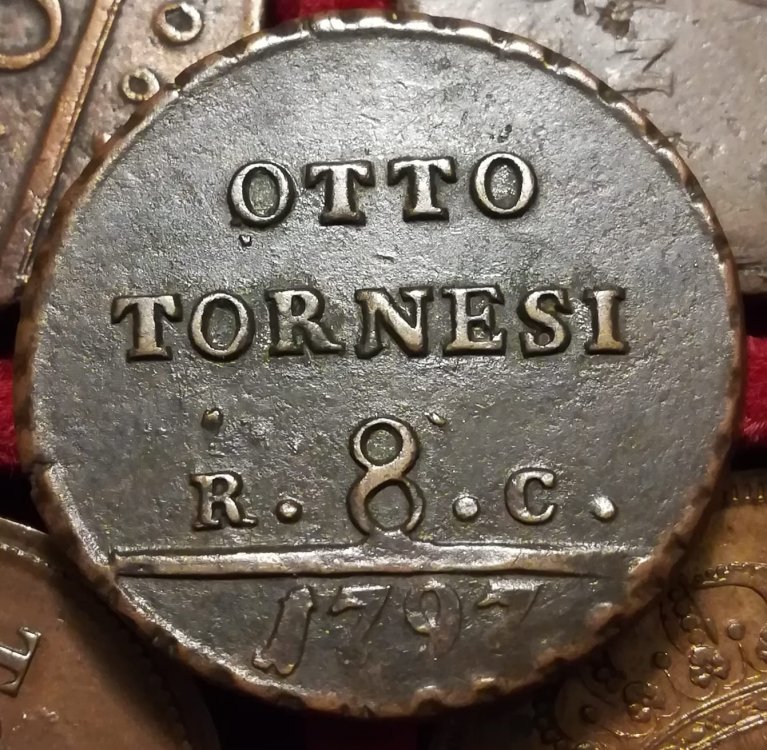 OTTO
TORNESI
R. 8. C.
1797